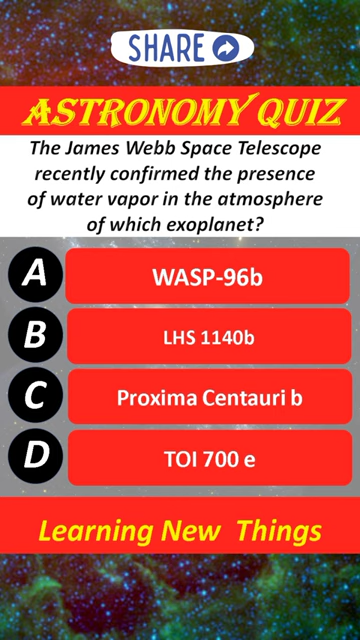 SHARE
ASTRONOMY QUIZ
The James Webb Space Telescope
recently confirmed the presence
of water vapor in the atmosphere
of which exoplanet?
A WASP-96b
B LHS 1140b
C Proxima Centauri b
D TOI 700 e
Learning New Things